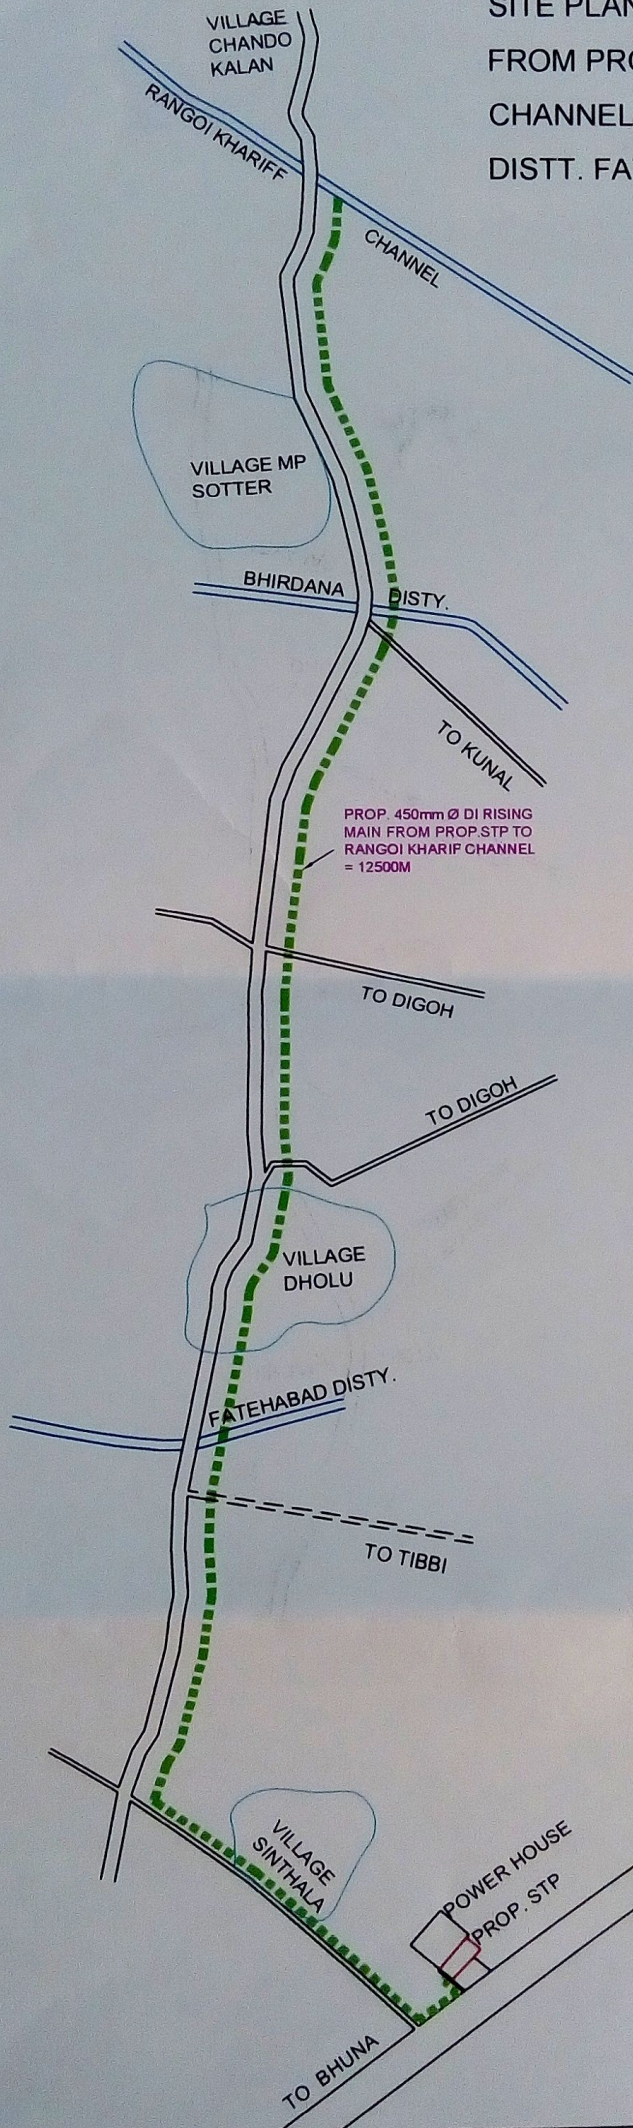 SITE PLAN
FROM PRO
CHANNEL
DISTT. FA
VILLAGE
CHANDO
KALAN
RANGOI KHARIFF
CHANNEL
VILLAGE MP
SOTTER
BHIRDANA DISTY.
TO KUNAL
PROP. 450mm Ø DI RISING
MAIN FROM PROP.STP TO
RANGOI KHARIF CHANNEL
= 12500M
TO DIGOH
TO DIGOH
VILLAGE
DHOLU
FATEHABAD DISTY.
TO TIBBI
VILLAGE
SINTHALA
POWER HOUSE
PROP. STP
TO BHUNA